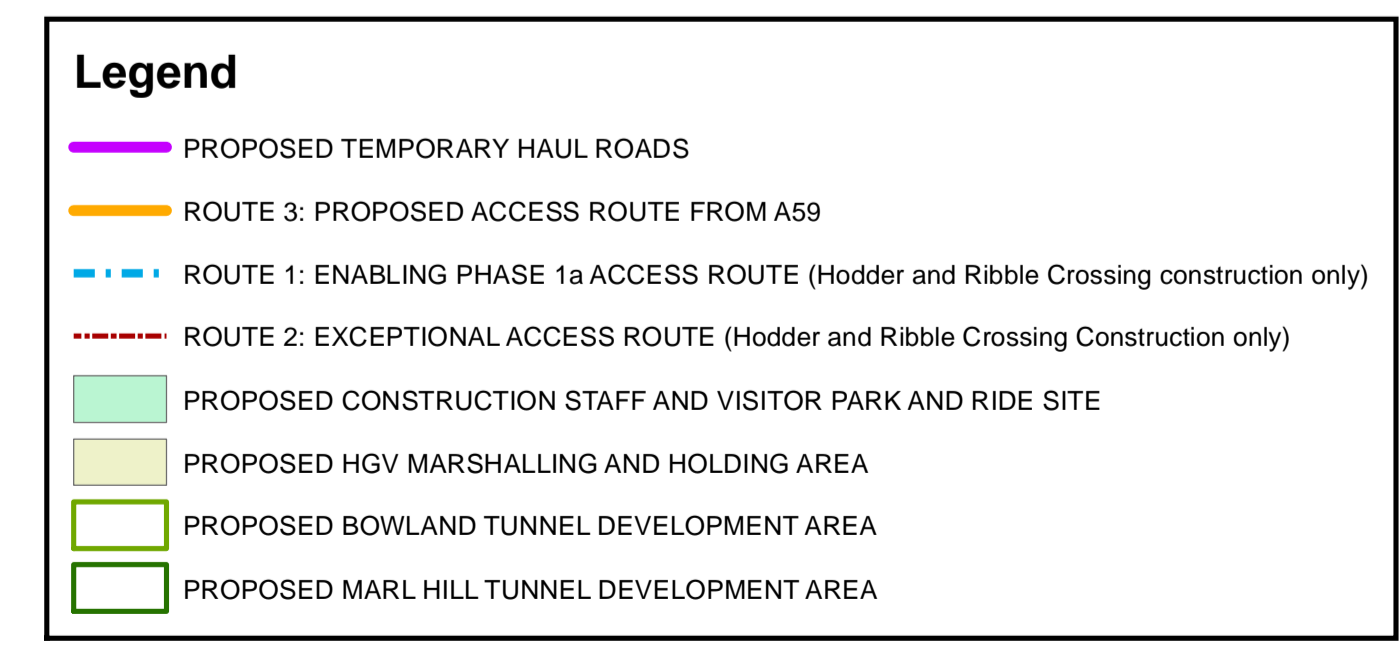 Legend
PROPOSED TEMPORARY HAUL ROADS
ROUTE 3: PROPOSED ACCESS ROUTE FROM A59
ROUTE 1: ENABLING PHASE 1a ACCESS ROUTE (Hodder and Ribble Crossing construction only)
ROUTE 2: EXCEPTIONAL ACCESS ROUTE (Hodder and Ribble Crossing Construction only)
PROPOSED CONSTRUCTION STAFF AND VISITOR PARK AND RIDE SITE
PROPOSED HGV MARSHALLING AND HOLDING AREA
PROPOSED BOWLAND TUNNEL DEVELOPMENT AREA
PROPOSED MARL HILL TUNNEL DEVELOPMENT AREA